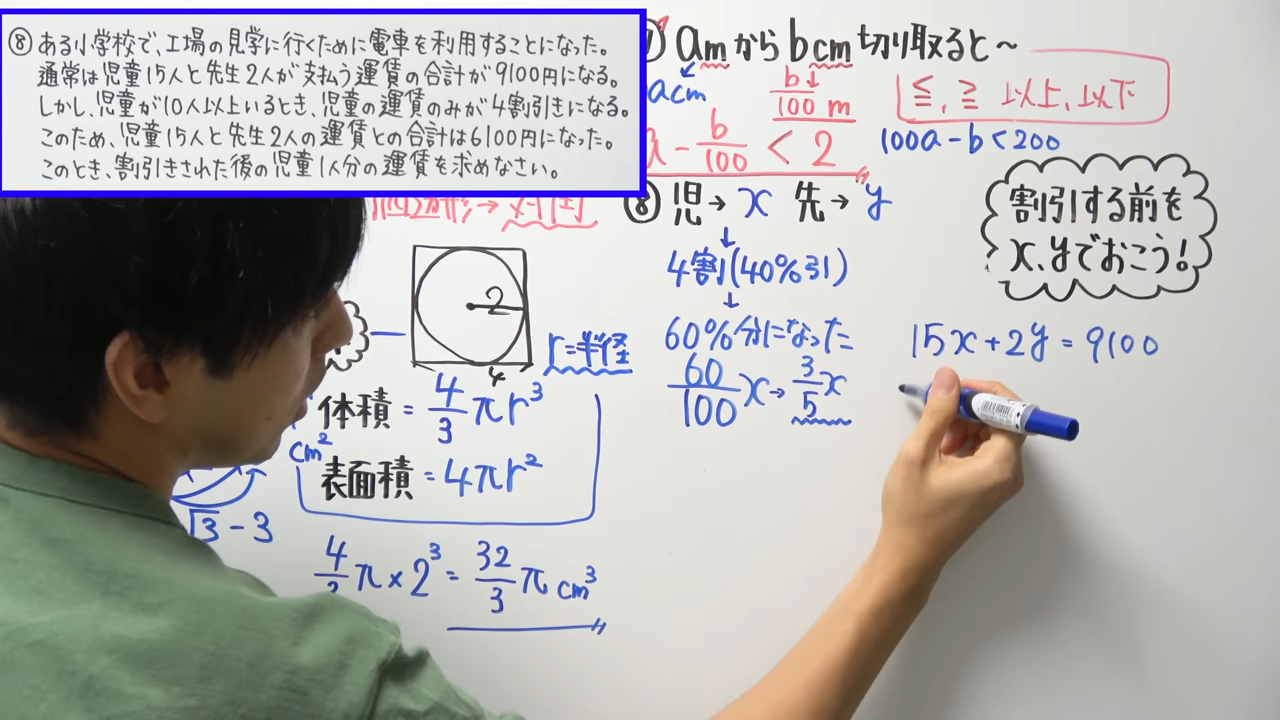 ⑧ ある小学校で、工場の見学に行くために電車を利用することになった。
通常は児童15人と先生2人が支払う運賃の合計が9100円になる。
しかし、児童が10人以上いるとき、児童の運賃のみが4割引きになる。
このため、児童15人と先生2人の運賃との合計は6100円になった。
このとき、割引きされた後の児童1人分の運賃を求めなさい。
am から bcm 切り取ると〜
acm
b/100 m
≦, ≧ 以上、以下
a - b/100 < 2
100a - b < 200
⑧ 児→x 先→y
割引する前を
x、yでおこう!
4割(40%引)
60%分になった
60/100 x → 3/5 x
15x + 2y = 9100
2
4
r=半径
体積 = 4/3 πr³
cm²
表面積 = 4πr²
√3 - 3
4/3 π × 2³ = 32/3 π cm³